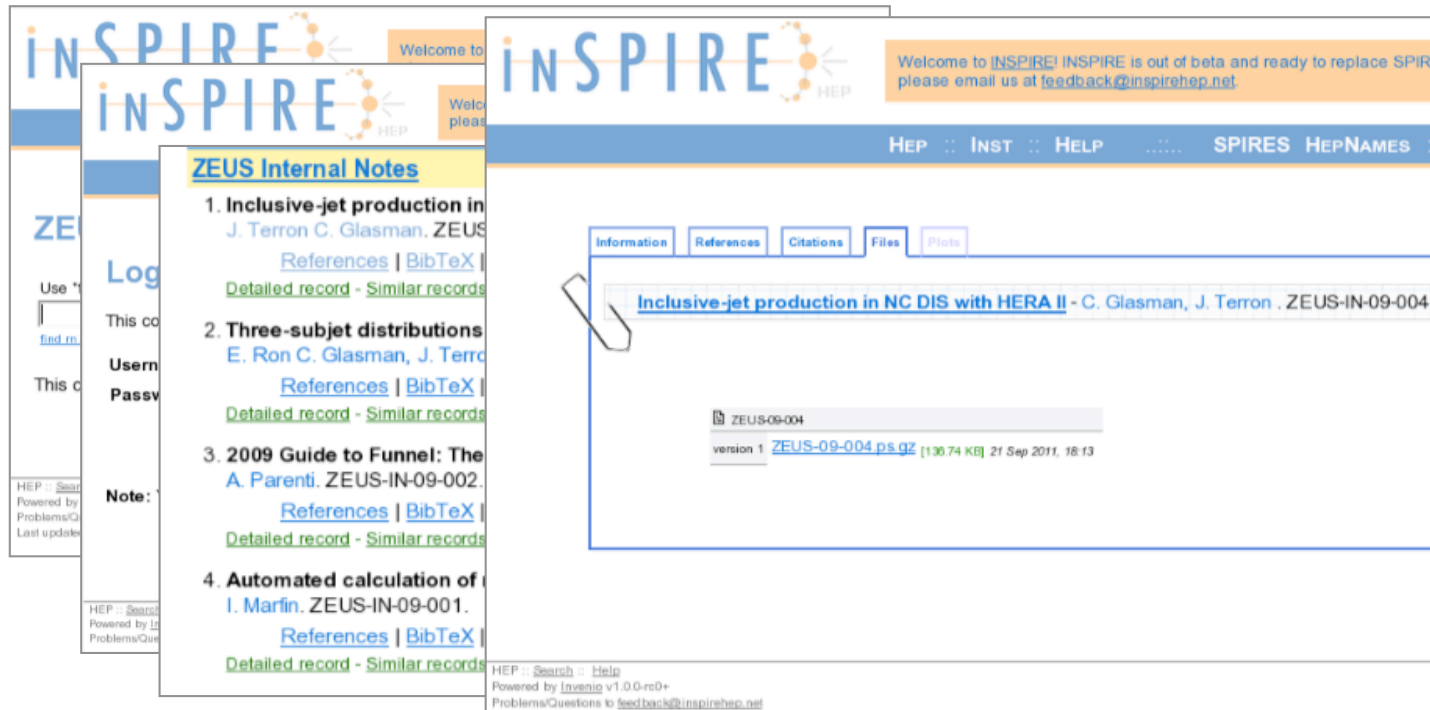 inSPIRE
Welcome to
ZEU
Use "f
find rn.
This c
HEP :: Sear
Powered by
Problems/Qu
Last update
inSPIRE HEP
Welc
pleas
Log
This co
Usern
Passw
Note:
HEP :: Search
Powered by In
Problems/Que
ZEUS Internal Notes
1. Inclusive-jet production in
J. Terron C. Glasman. ZEUS
References | BibTeX |
Detailed record - Similar records
2. Three-subjet distributions
E. Ron C. Glasman, J. Terro
References | BibTeX |
Detailed record - Similar records
3. 2009 Guide to Funnel: The
A. Parenti. ZEUS-IN-09-002.
References | BibTeX |
Detailed record - Similar records
4. Automated calculation of
I. Marfin. ZEUS-IN-09-001.
References | BibTeX |
Detailed record - Similar records
inSPIRE HEP
Welcome to INSPIRE! INSPIRE is out of beta and ready to replace SPIR
please email us at feedback@inspirehep.net.
HEP :: INST :: HELP ..::.. SPIRES HEPNAMES :
Information References Citations Files Plots
Inclusive-jet production in NC DIS with HERA II - C. Glasman, J. Terron . ZEUS-IN-09-004
ZEUS-09-004
version 1 ZEUS-09-004.ps.gz [136.74 KB] 21 Sep 2011, 18:13
HEP :: Search :: Help
Powered by Invenio v1.0.0-rc0+
Problems/Questions to feedback@inspirehep.net